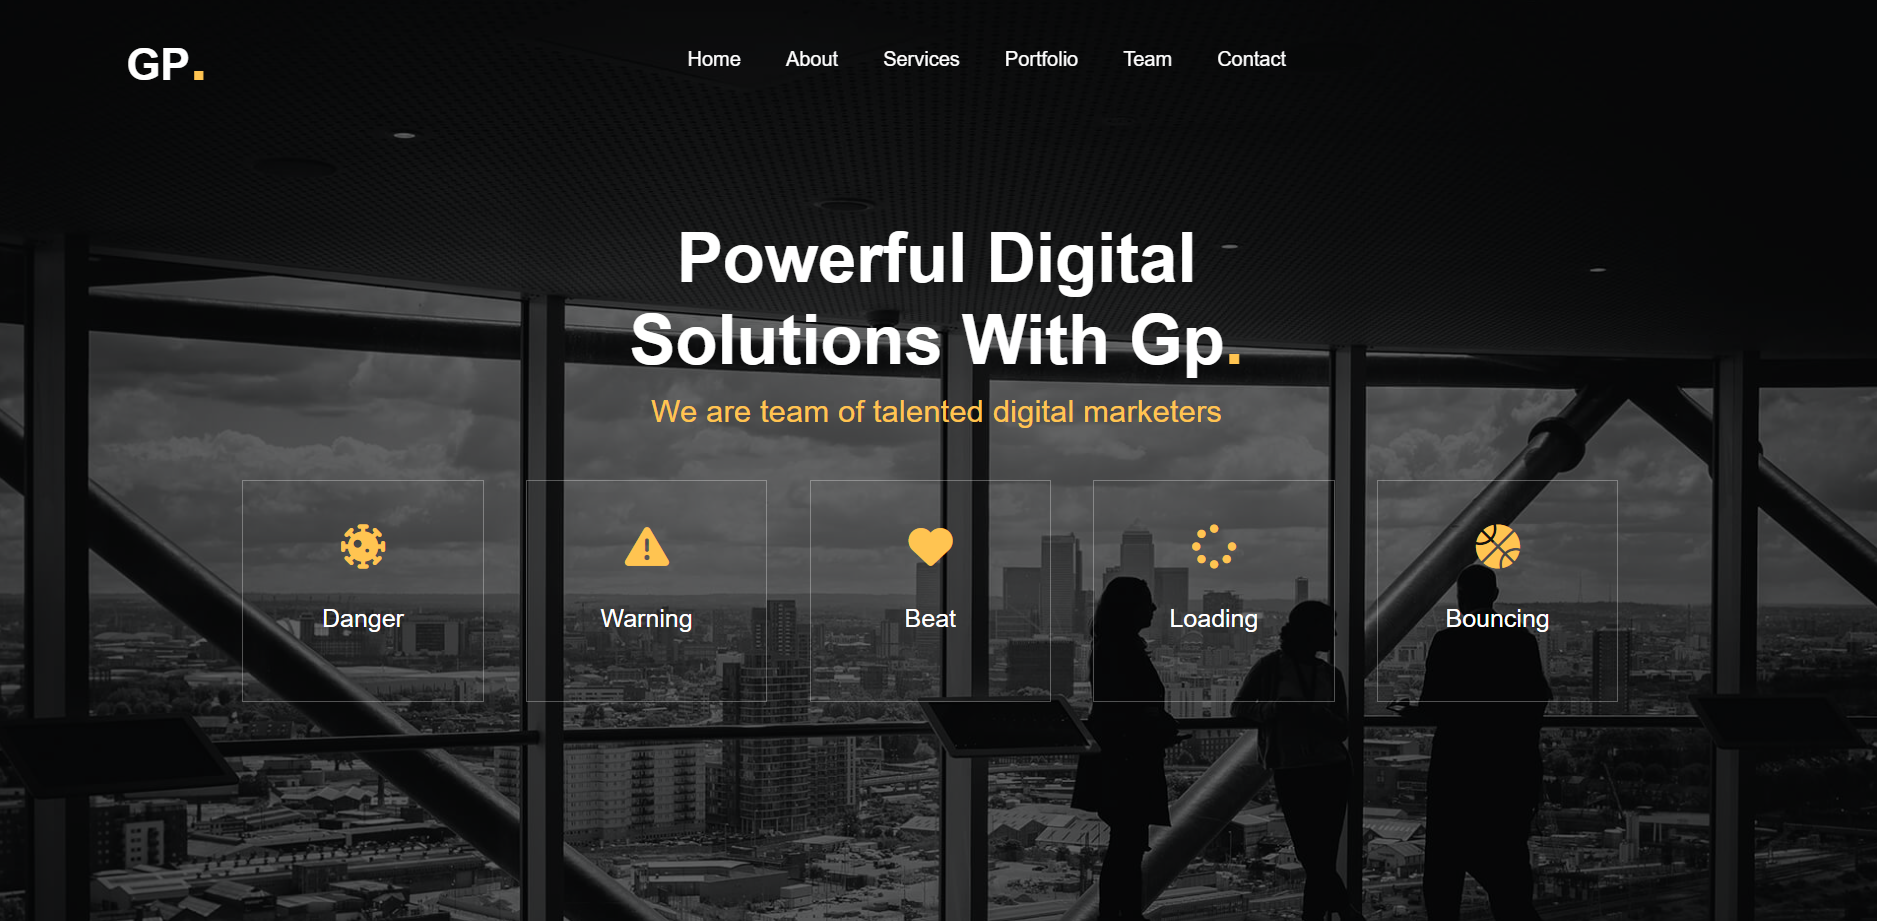 GP.
Home About Services Portfolio Team Contact
Powerful Digital
Solutions With Gp.
We are team of talented digital marketers
Danger Warning Beat Loading Bouncing